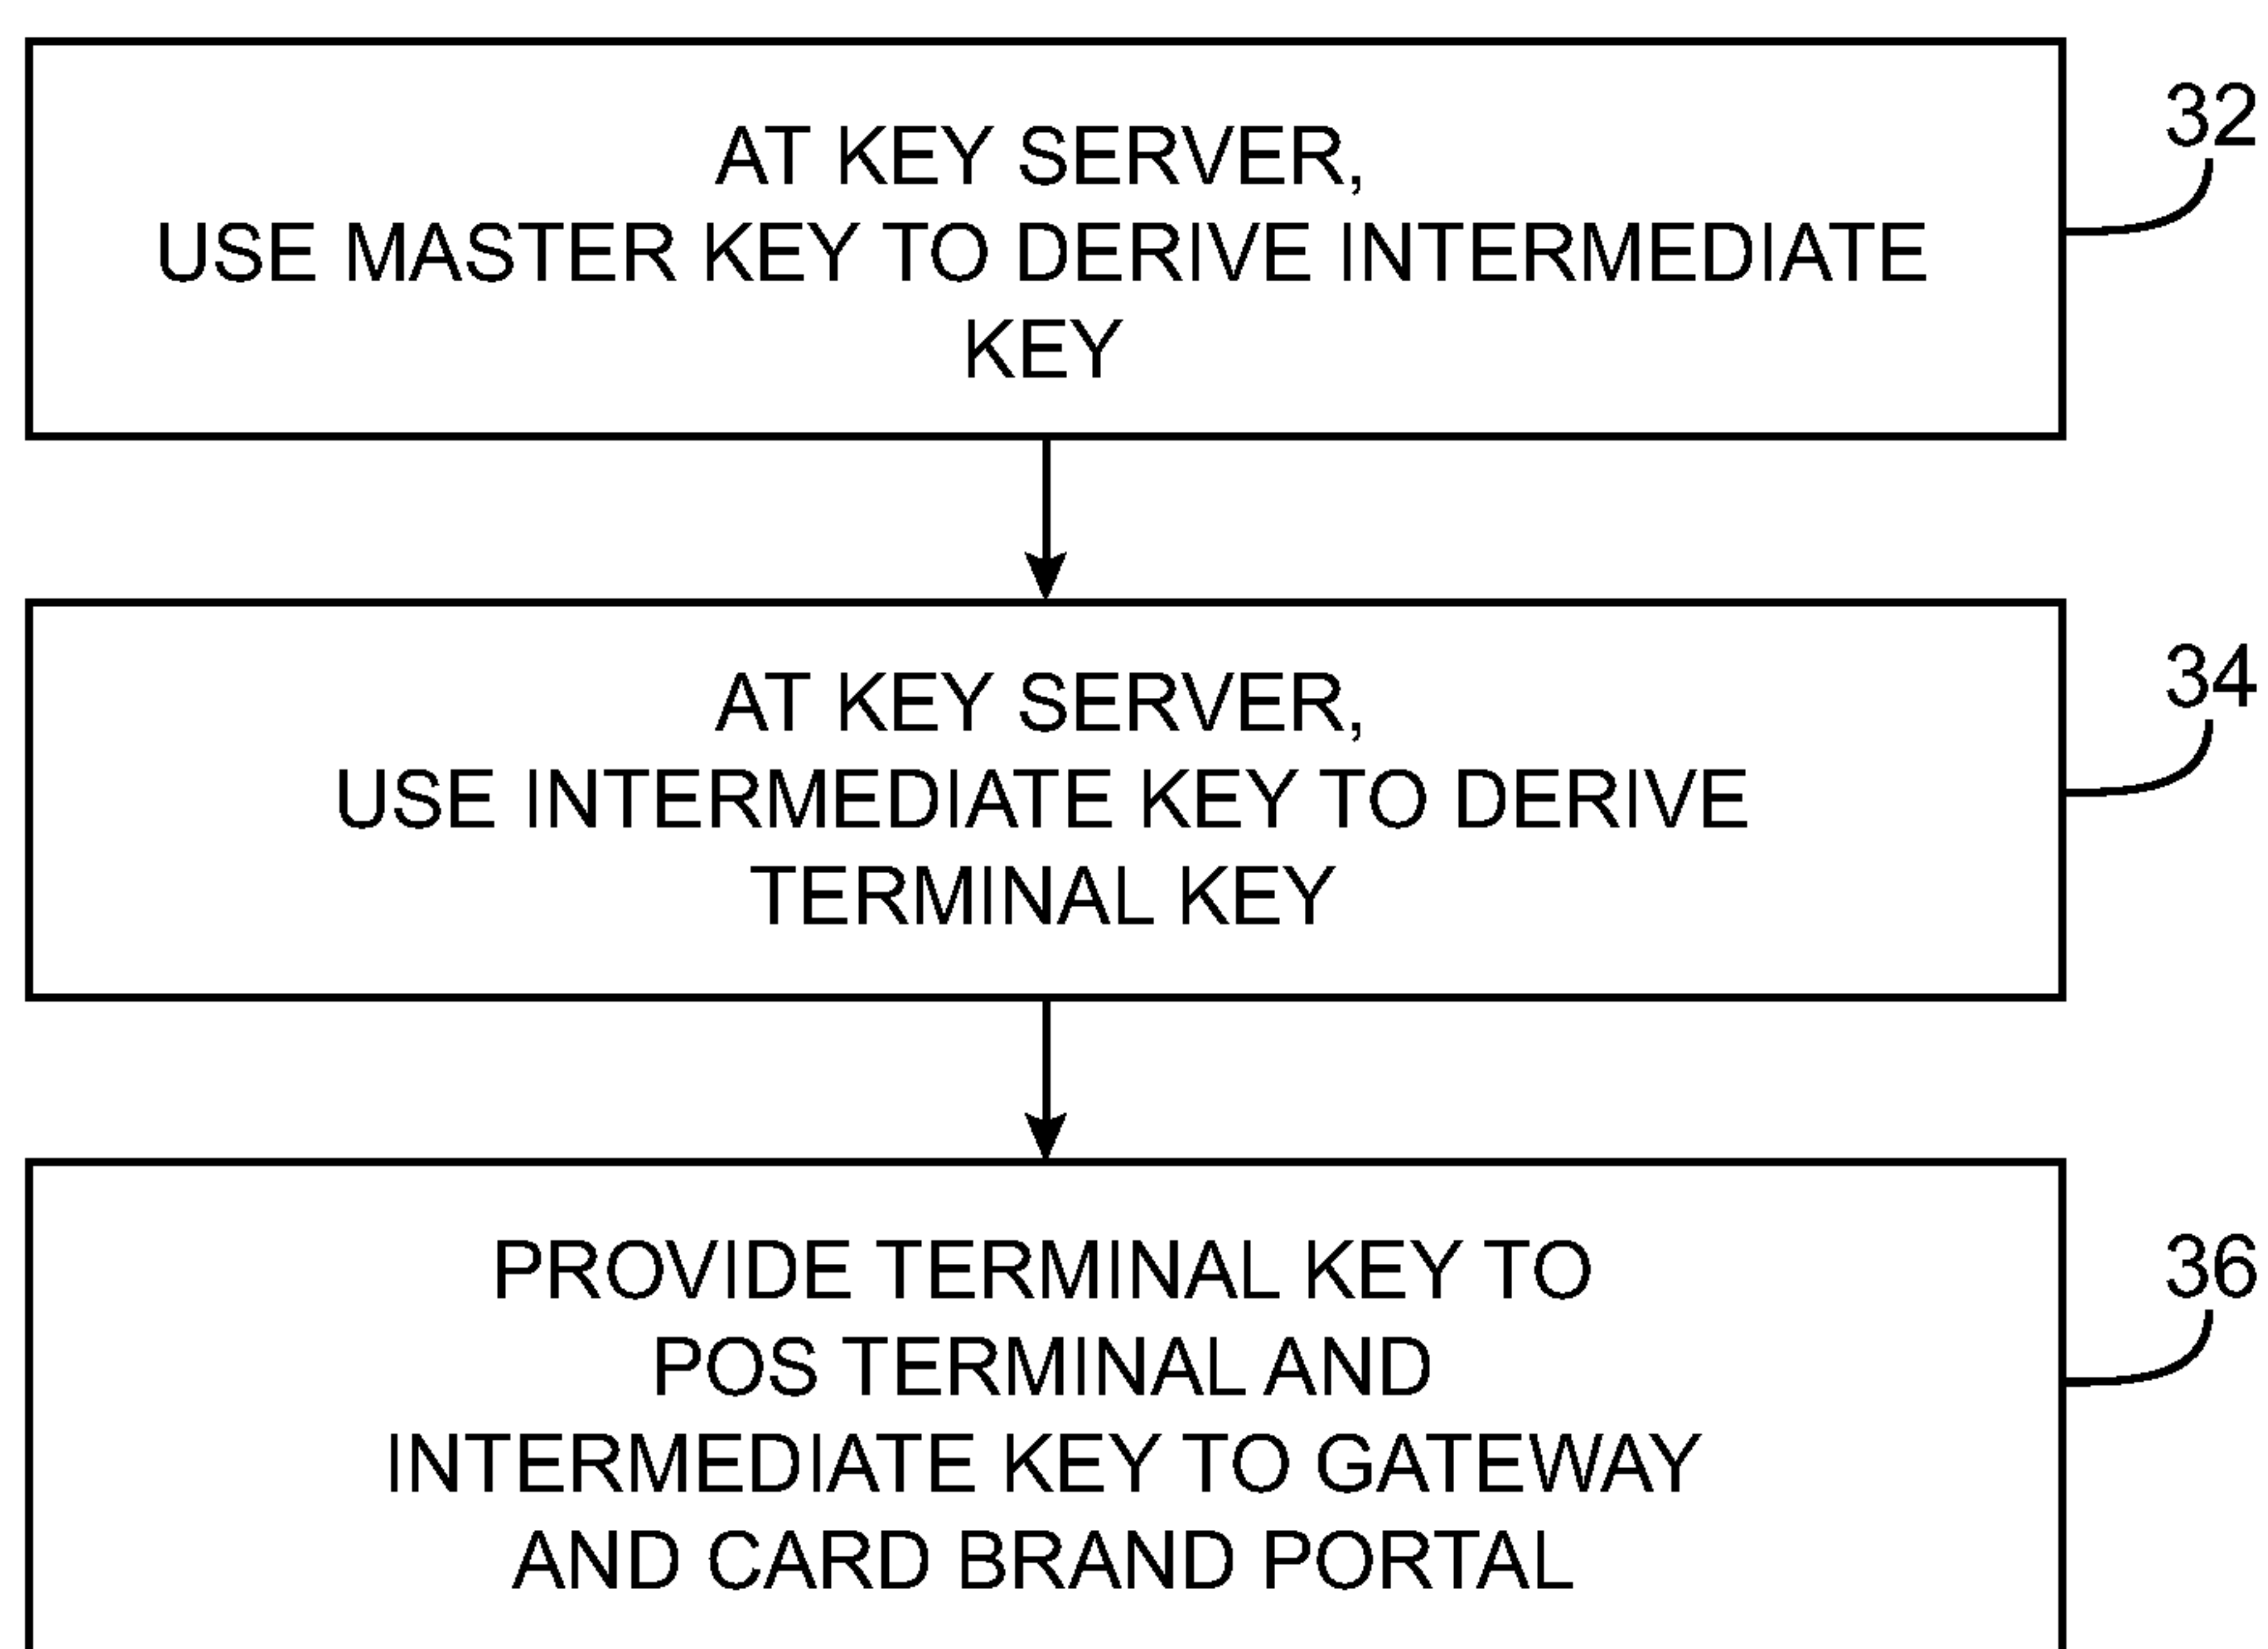 AT KEY SERVER,
USE MASTER KEY TO DERIVE INTERMEDIATE
KEY
32
AT KEY SERVER,
USE INTERMEDIATE KEY TO DERIVE
TERMINAL KEY
34
PROVIDE TERMINAL KEY TO
POS TERMINAL AND
INTERMEDIATE KEY TO GATEWAY
AND CARD BRAND PORTAL
36